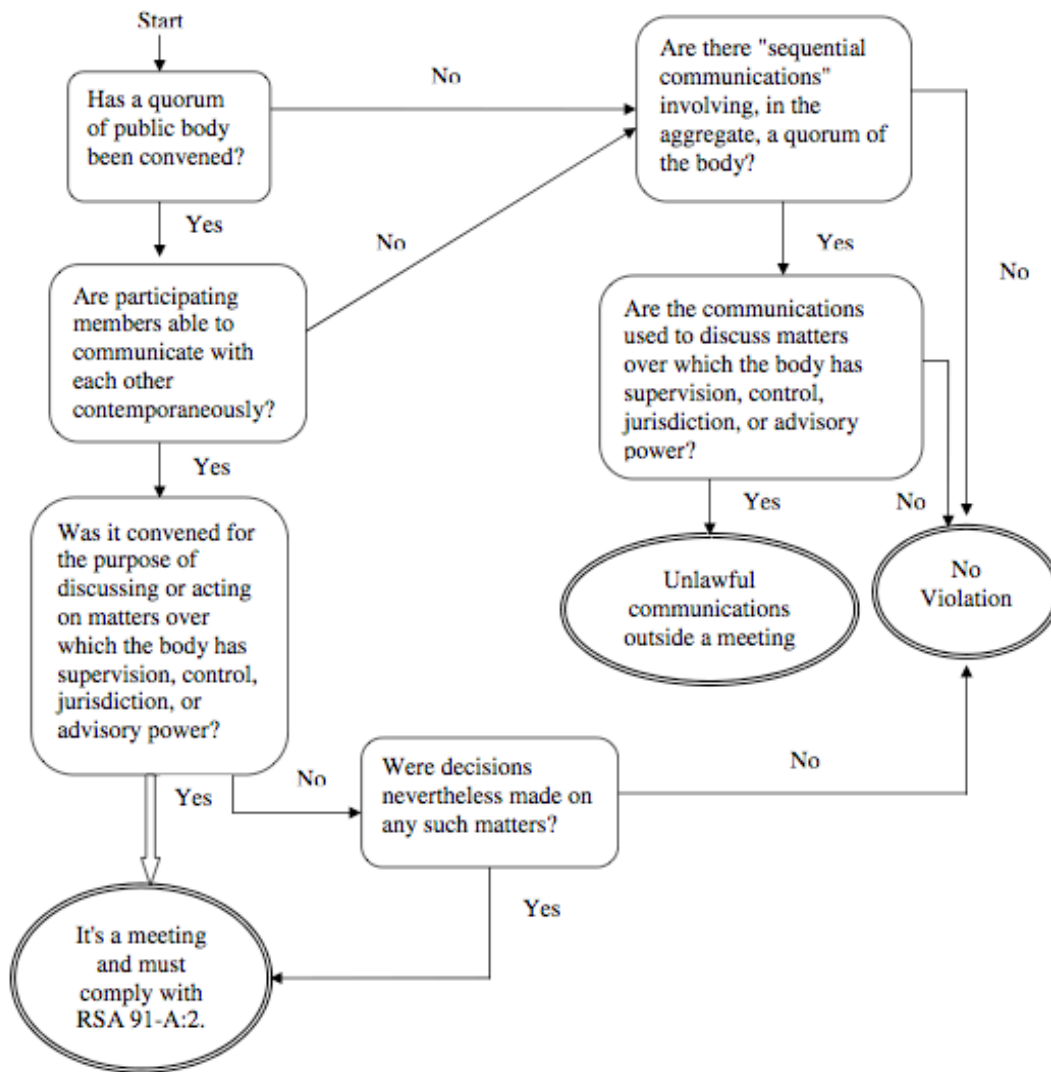 Start
Has a quorum
of public body
been convened?
No
Yes
Are participating
members able to
communicate with
each other
contemporaneously?
No
Yes
Was it convened for
the purpose of
discussing or acting
on matters over
which the body has
supervision, control,
jurisdiction, or
advisory power?
Yes
No
Were decisions
nevertheless made on
any such matters?
No
Yes
It's a meeting
and must
comply with
RSA 91-A:2.
Are there "sequential
communications"
involving, in the
aggregate, a quorum of
the body?
No
Yes
Are the communications
used to discuss matters
over which the body has
supervision, control,
jurisdiction, or advisory
power?
Yes
No
Unlawful
communications
outside a meeting
No
Violation